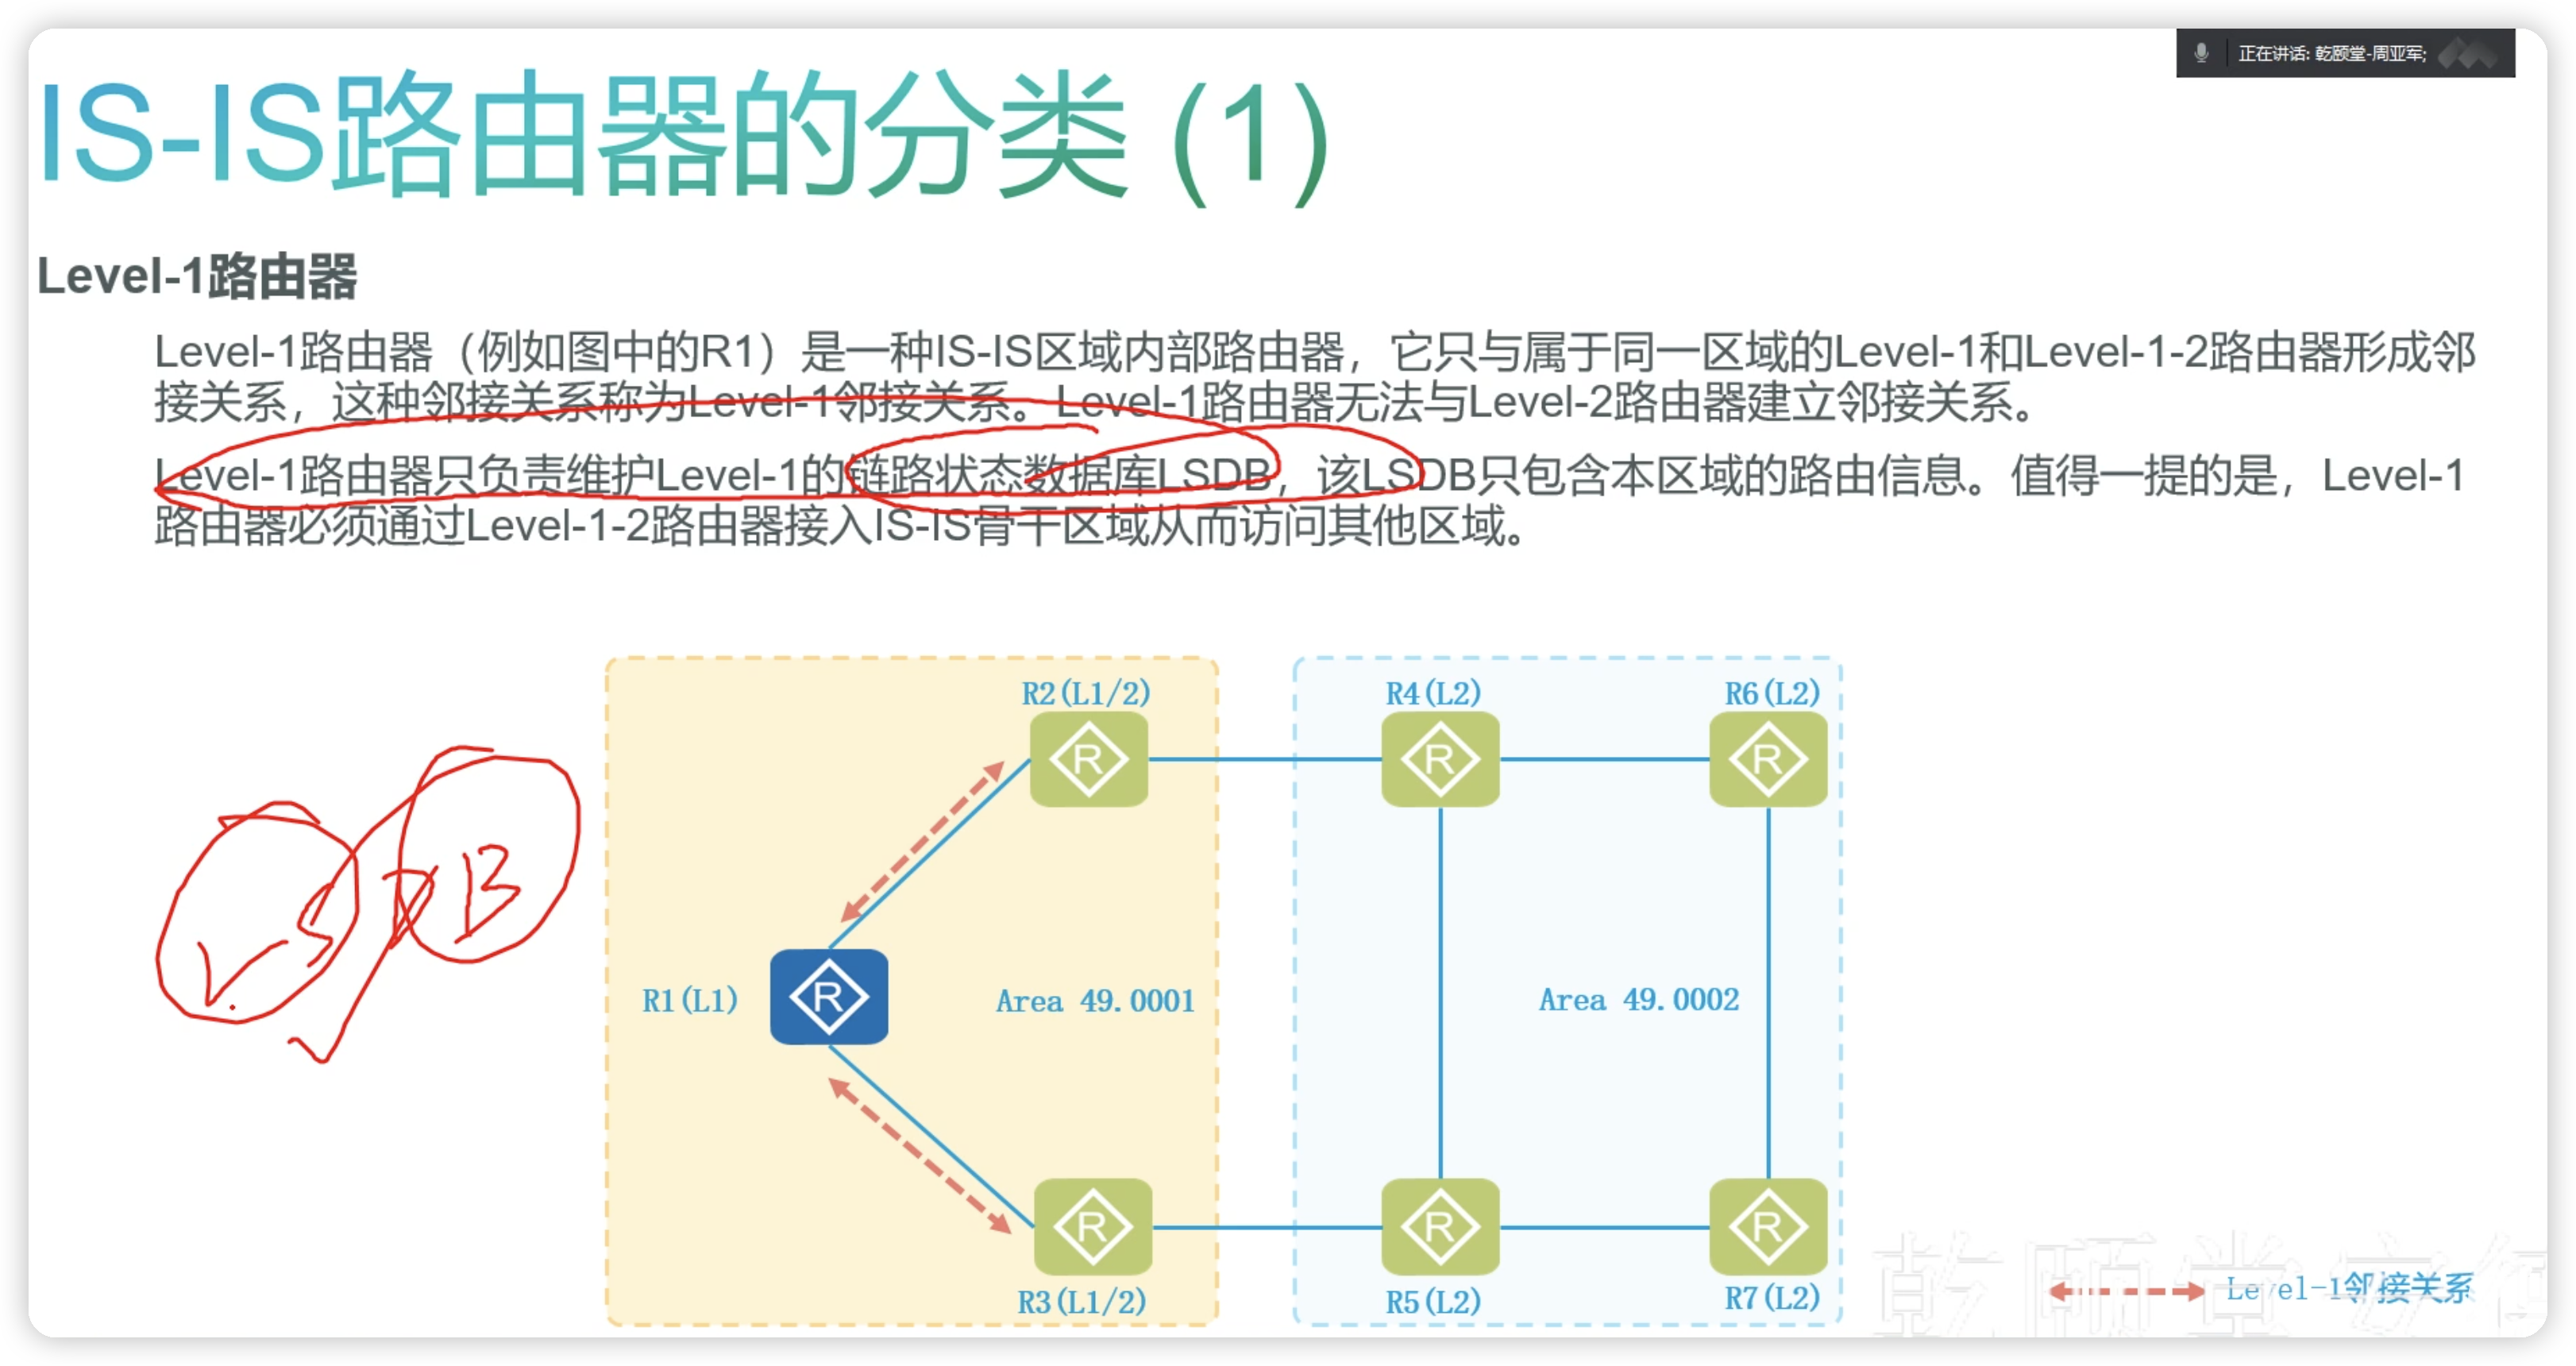 正在讲话: 乾颐堂-周亚军;
IS-IS路由器的分类 (1)
Level-1路由器
Level-1路由器（例如图中的R1）是一种IS-IS区域内部路由器，它只与属于同一区域的Level-1和Level-1-2路由器形成邻
接关系，这种邻接关系称为Level-1邻接关系。Level-1路由器无法与Level-2路由器建立邻接关系。
Level-1路由器只负责维护Level-1的链路状态数据库LSDB，该LSDB只包含本区域的路由信息。值得一提的是，Level-1
路由器必须通过Level-1-2路由器接入IS-IS骨干区域从而访问其他区域。
R2(L1/2)
R4(L2)
R6(L2)
R
R
R
LSDB
R1(L1)
R
Area 49.0001
Area 49.0002
R
R
R
R3(L1/2)
R5(L2)
R7(L2)
Level-1邻接关系
乾颐堂